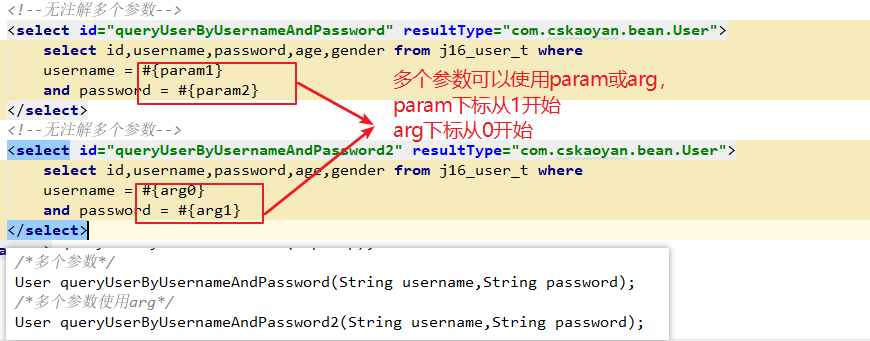 <!--无注解多个参数-->
<select id="queryUserByUsernameAndPassword" resultType="com.cskaoyan.bean.User">
select id,username,password,age,gender from j16_user_t where
username = #{param1}
and password = #{param2}
</select>
多个参数可以使用param或arg，
param下标从1开始
arg下标从0开始
<!--无注解多个参数-->
<select id="queryUserByUsernameAndPassword2" resultType="com.cskaoyan.bean.User">
select id,username,password,age,gender from j16_user_t where
username = #{arg0}
and password = #{arg1}
</select>
/*多个参数*/
User queryUserByUsernameAndPassword(String username,String password);
/*多个参数使用arg*/
User queryUserByUsernameAndPassword2(String username,String password);